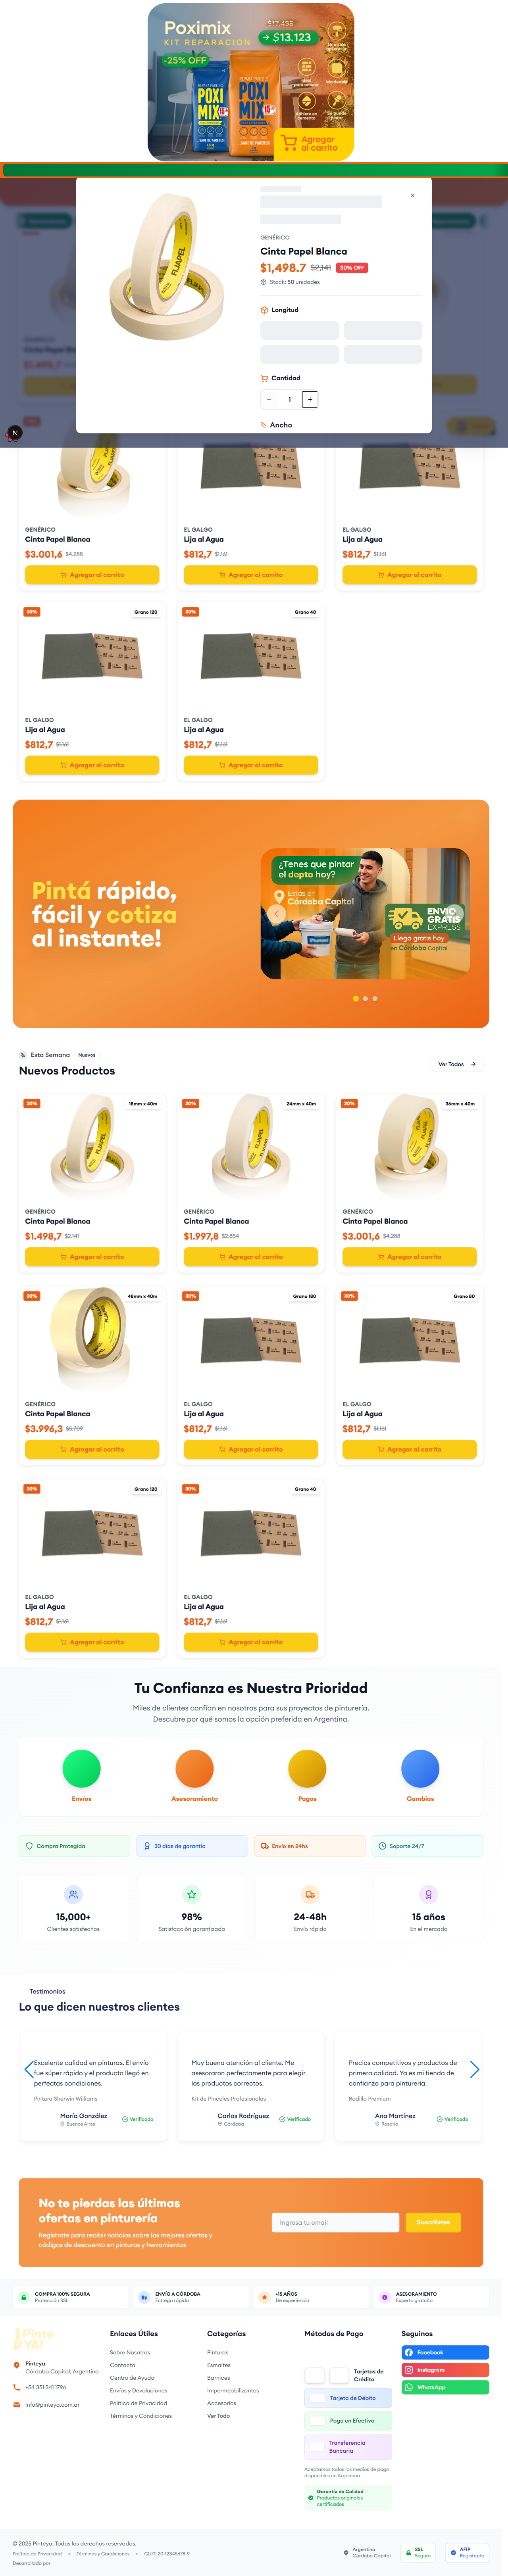 Poximix
KIT REPARACION
$17.498
→ $13.123
-25% OFF
POXI
MIX
Agregar
al carrito
GENÉRICO
Cinta Papel Blanca
$1,498.7 $2,141 30% OFF
Stock: 50 unidades
Longitud
Cantidad
1
Ancho
N
GENÉRICO
Cinta Papel Blanca
$3.001,6 $4.288
Agregar al carrito
EL GALGO
Lija al Agua
$812,7 $1.161
Agregar al carrito
EL GALGO
Lija al Agua
$812,7 $1.161
Agregar al carrito
30%
Grano 120
EL GALGO
Lija al Agua
$812,7 $1.161
Agregar al carrito
30%
Grano 40
EL GALGO
Lija al Agua
$812,7 $1.161
Agregar al carrito
Pintá rápido,
fácil y cotiza
al instante!
¿Tenes que pintar
el depto hoy?
Estás en
Córdoba Capital
ENVIO
GRATIS
EXPRESS
Llega gratis hoy
en Córdoba Capital
Esta Semana Nuevos
Nuevos Productos
Ver Todos →
30%
18mm x 40m
FIJAPEL
GENÉRICO
Cinta Papel Blanca
$1.498,7 $2.141
Agregar al carrito
30%
24mm x 40m
FIJAPEL
GENÉRICO
Cinta Papel Blanca
$1.997,8 $2.854
Agregar al carrito
30%
36mm x 40m
FIJAPEL
GENÉRICO
Cinta Papel Blanca
$3.001,6 $4.288
Agregar al carrito
30%
48mm x 40m
GENÉRICO
Cinta Papel Blanca
$3.996,3 $5.709
Agregar al carrito
30%
Grano 180
EL GALGO
Lija al Agua
$812,7 $1.161
Agregar al carrito
30%
Grano 80
EL GALGO
Lija al Agua
$812,7 $1.161
Agregar al carrito
30%
Grano 120
EL GALGO
Lija al Agua
$812,7 $1.161
Agregar al carrito
30%
Grano 40
EL GALGO
Lija al Agua
$812,7 $1.161
Agregar al carrito
Tu Confianza es Nuestra Prioridad
Miles de clientes confían en nosotros para sus proyectos de pinturería.
Descubre por qué somos la opción preferida en Argentina.
Envíos
Asesoramiento
Pagos
Cambios
Compra Protegida
30 días de garantía
Envío en 24hs
Soporte 24/7
15,000+
Clientes satisfechos
98%
Satisfacción garantizada
24-48h
Envío rápido
15 años
En el mercado
Testimonios
Lo que dicen nuestros clientes
Excelente calidad en pinturas. El envío
fue súper rápido y el producto llegó en
perfectas condiciones.
Pintura Sherwin Williams
María González
Buenos Aires
Verificado
Muy buena atención al cliente. Me
asesoraron perfectamente para elegir
los productos correctos.
Kit de Pinceles Profesionales
Carlos Rodríguez
Córdoba
Verificado
Precios competitivos y productos de
primera calidad. Ya es mi tienda de
confianza para pinturería.
Rodillo Premium
Ana Martínez
Rosario
Verificado
No te pierdas las últimas
ofertas en pinturería
Regístrate para recibir noticias sobre las mejores ofertas y
códigos de descuento en pinturas y herramientas
Ingresa tu email
Suscribirse
COMPRA 100% SEGURA
Protección SSL
ENVÍO A CÓRDOBA
Entrega rápida
+15 AÑOS
De experiencia
ASESORAMIENTO
Experto gratuito
Pinte
YA!
Pinteya
Córdoba Capital, Argentina
+54 351 341 1796
info@pinteya.com.ar
Enlaces Útiles
Sobre Nosotros
Contacto
Centro de Ayuda
Envíos y Devoluciones
Política de Privacidad
Términos y Condiciones
Categorías
Pinturas
Esmaltes
Barnices
Impermeabilizantes
Accesorios
Ver Todo
Métodos de Pago
Tarjetas de
Crédito
Tarjeta de Débito
Pago en Efectivo
Transferencia
Bancaria
Aceptamos todos los medios de pago
disponibles en Argentina
Garantía de Calidad
Productos originales
certificados
Seguinos
Facebook
Instagram
WhatsApp
© 2025 Pinteya. Todos los derechos reservados.
Política de Privacidad • Términos y Condiciones • CUIT: 20-12345678-9
Desarrollado por
Argentina
Córdoba Capital
SSL
Seguro
AFIP
Registrado